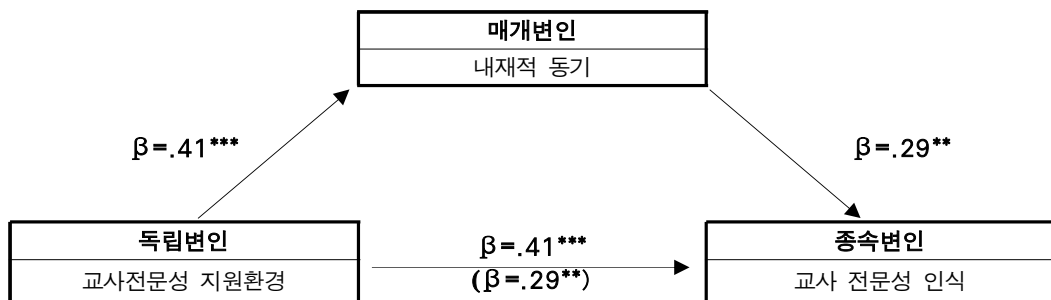 매개변인
내재적 동기
β=.41***
β=.29**
독립변인
교사전문성 지원환경
β=.41***
(β=.29**)
종속변인
교사 전문성 인식